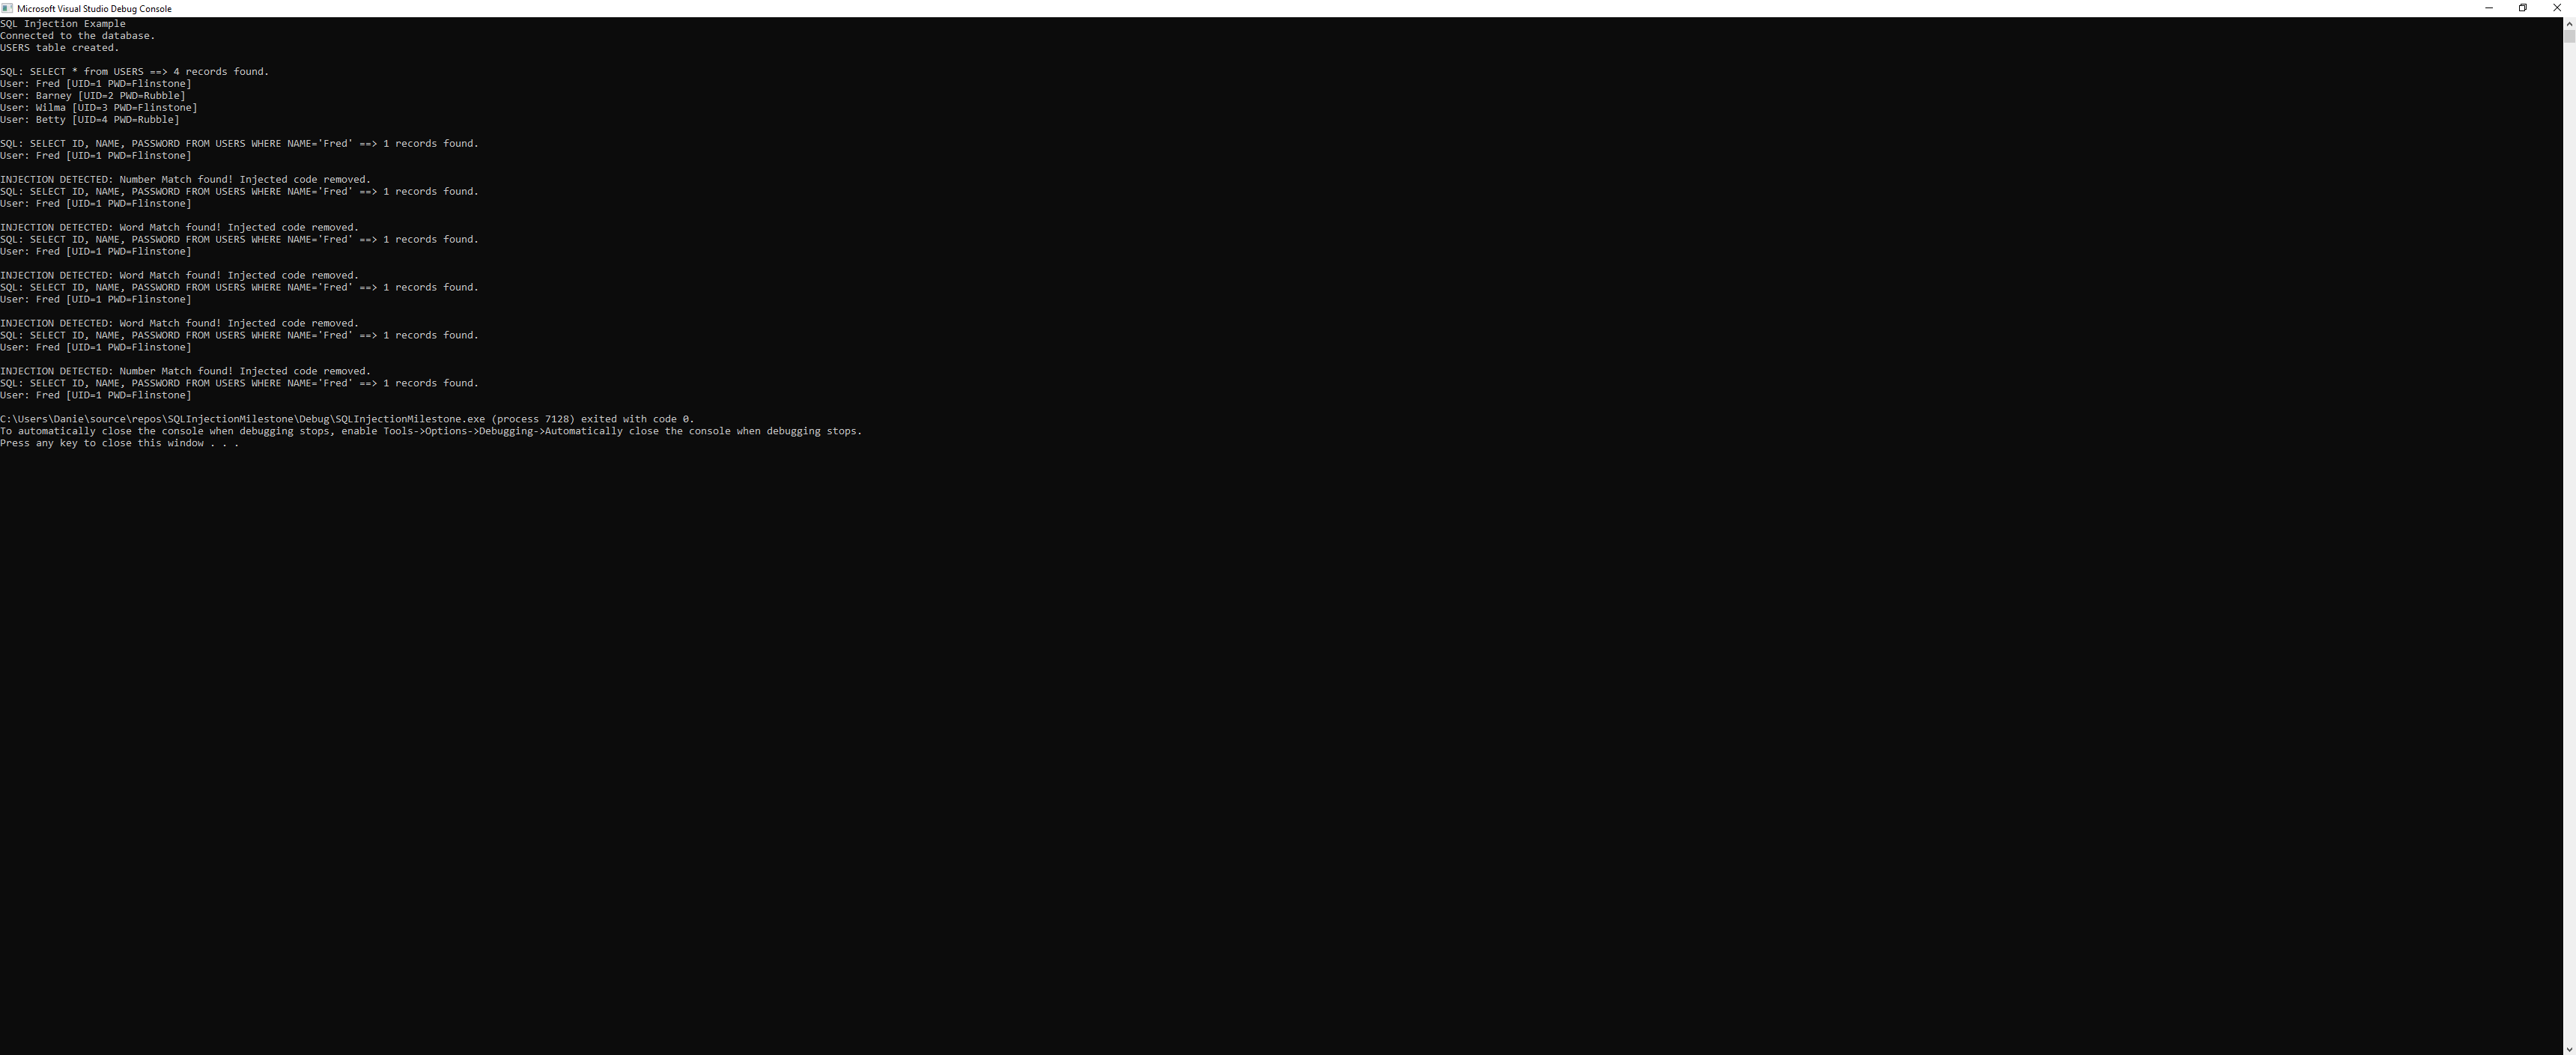 Microsoft Visual Studio Debug Console
SQL Injection Example
Connected to the database.
USERS table created.
SQL: SELECT * from USERS ==> 4 records found.
User: Fred [UID=1 PWD=Flinstone]
User: Barney [UID=2 PWD=Rubble]
User: Wilma [UID=3 PWD=Flinstone]
User: Betty [UID=4 PWD=Rubble]
SQL: SELECT ID, NAME, PASSWORD FROM USERS WHERE NAME='Fred' ==> 1 records found.
User: Fred [UID=1 PWD=Flinstone]
INJECTION DETECTED: Number Match found! Injected code removed.
SQL: SELECT ID, NAME, PASSWORD FROM USERS WHERE NAME='Fred' ==> 1 records found.
User: Fred [UID=1 PWD=Flinstone]
INJECTION DETECTED: Word Match found! Injected code removed.
SQL: SELECT ID, NAME, PASSWORD FROM USERS WHERE NAME='Fred' ==> 1 records found.
User: Fred [UID=1 PWD=Flinstone]
INJECTION DETECTED: Word Match found! Injected code removed.
SQL: SELECT ID, NAME, PASSWORD FROM USERS WHERE NAME='Fred' ==> 1 records found.
User: Fred [UID=1 PWD=Flinstone]
INJECTION DETECTED: Word Match found! Injected code removed.
SQL: SELECT ID, NAME, PASSWORD FROM USERS WHERE NAME='Fred' ==> 1 records found.
User: Fred [UID=1 PWD=Flinstone]
INJECTION DETECTED: Number Match found! Injected code removed.
SQL: SELECT ID, NAME, PASSWORD FROM USERS WHERE NAME='Fred' ==> 1 records found.
User: Fred [UID=1 PWD=Flinstone]
C:\Users\Danie\source\repos\SQLInjectionMilestone\Debug\SQLInjectionMilestone.exe (process 7128) exited with code 0.
To automatically close the console when debugging stops, enable Tools->Options->Debugging->Automatically close the console when debugging stops.
Press any key to close this window . . .